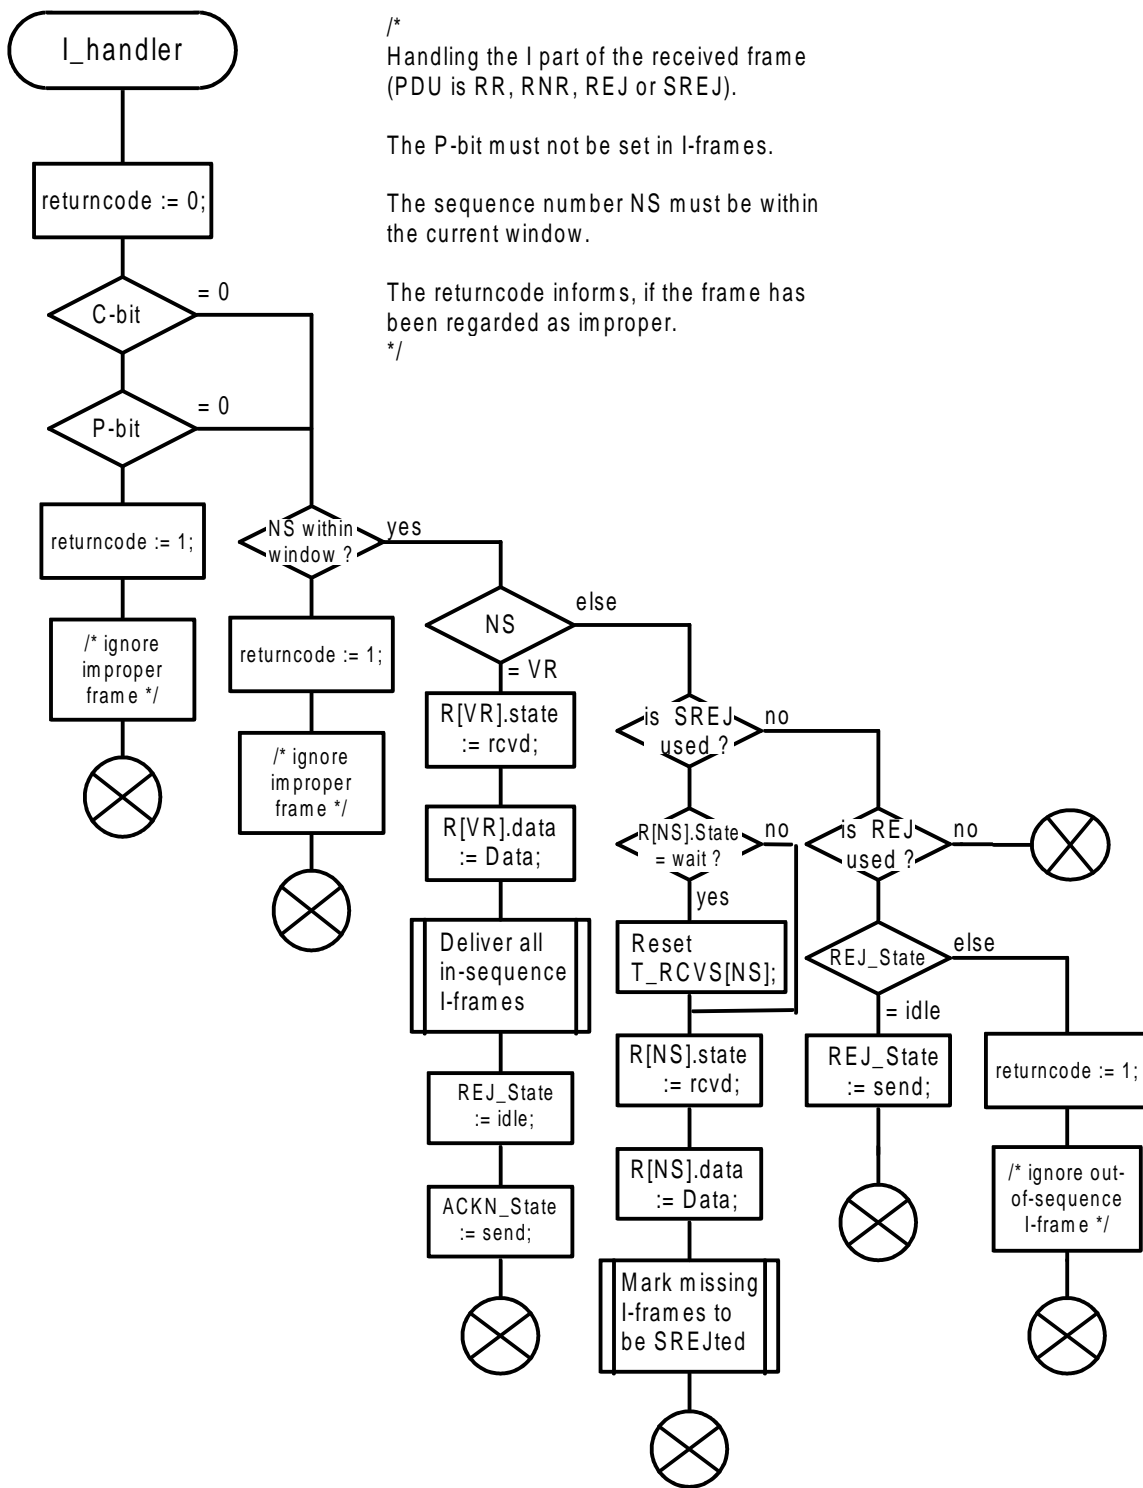 I_handler
/*
Handling the I part of the received frame
(PDU is RR, RNR, REJ or SREJ).
The P-bit must not be set in I-frames.
The sequence number NS must be within
the current window.
The returncode informs, if the frame has
been regarded as improper.
*/
returncode := 0;
C-bit
= 0
P-bit
= 0
returncode := 1;
/* ignore
improper
frame */
NS within
window ?
yes
returncode := 1;
/* ignore
improper
frame */
NS
else
= VR
R[VR].state
:= rcvd;
R[VR].data
:= Data;
Deliver all
in-sequence
I-frames
REJ_State
:= idle;
ACKN_State
:= send;
is SREJ
used ?
no
R[NS].State
= wait ?
no
yes
Reset
T_RCVS[NS];
R[NS].state
:= rcvd;
R[NS].data
:= Data;
Mark missing
I-frames to
be SREJted
is REJ
used ?
no
REJ_State
else
= idle
REJ_State
:= send;
returncode := 1;
/* ignore out-
of-sequence
I-frame */